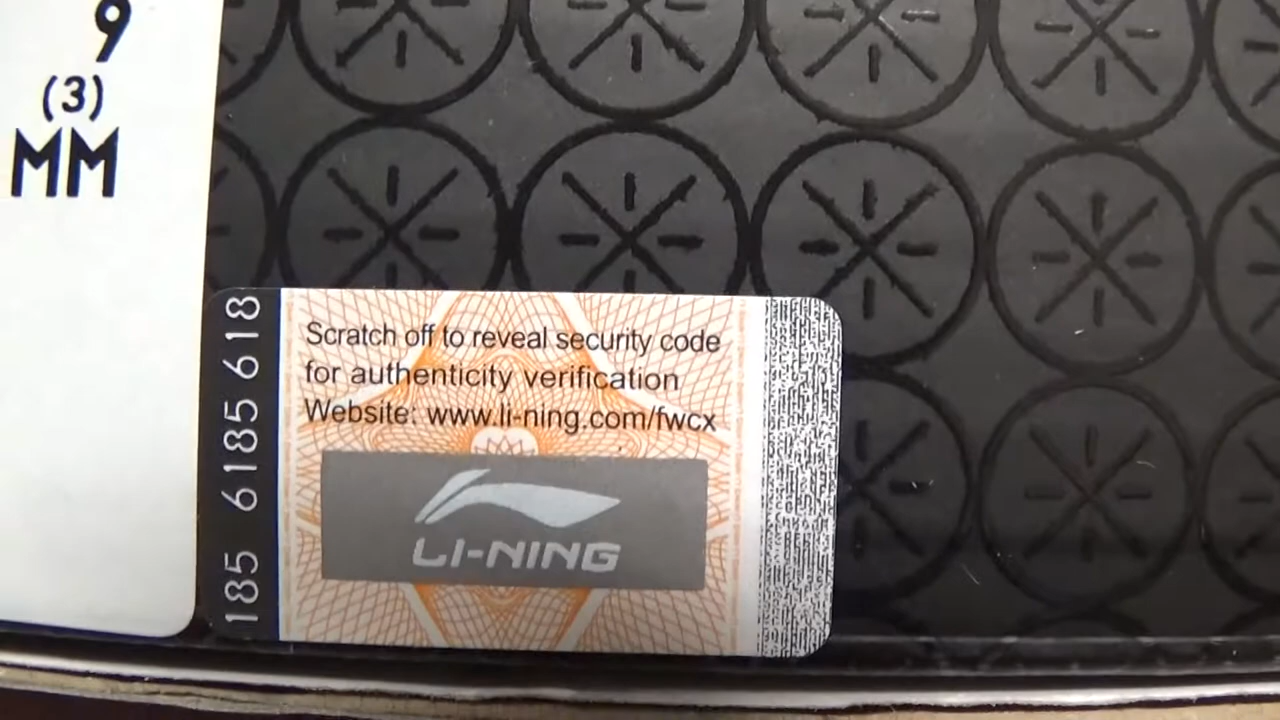 9
(3)
MM
Scratch off to reveal security code
for authenticity verification
Website: www.li-ning.com/fwcx
LI-NING
185 6185 618